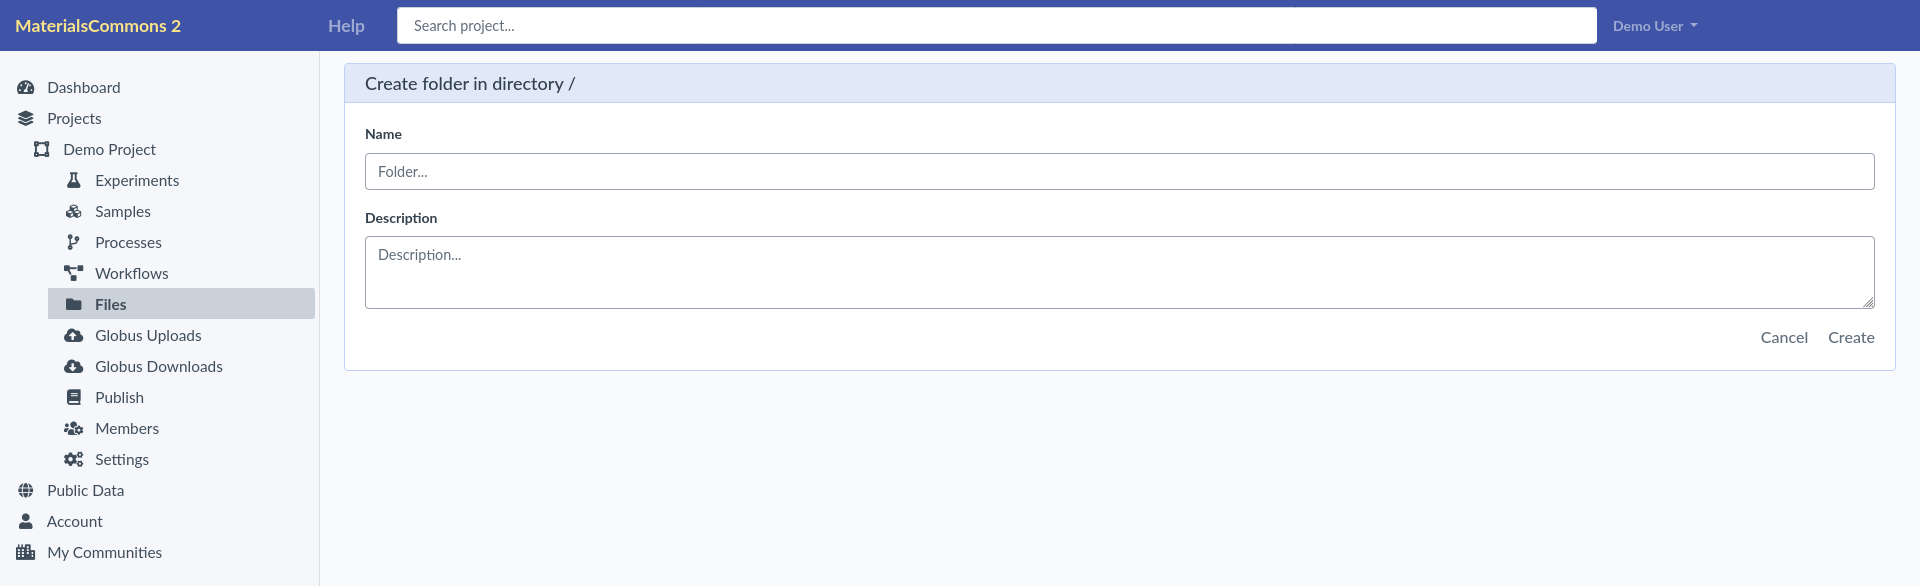 MaterialsCommons 2
Help
Search project...
Demo User
Dashboard
Projects
Demo Project
Experiments
Samples
Processes
Workflows
Files
Globus Uploads
Globus Downloads
Publish
Members
Settings
Public Data
Account
My Communities
Create folder in directory /
Name
Folder...
Description
Description...
Cancel
Create